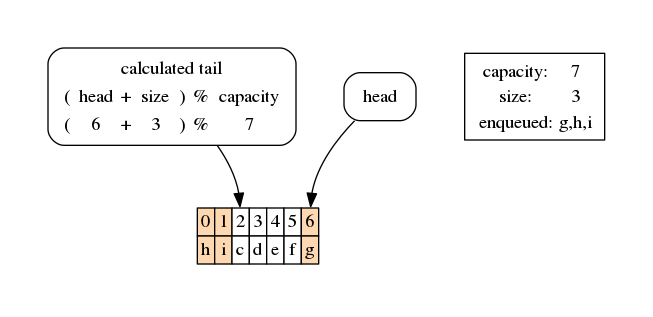 calculated tail
( head + size ) % capacity
( 6 + 3 ) % 7
head
capacity: 7
size: 3
enqueued: g,h,i
0 1 2 3 4 5 6
h i c d e f g